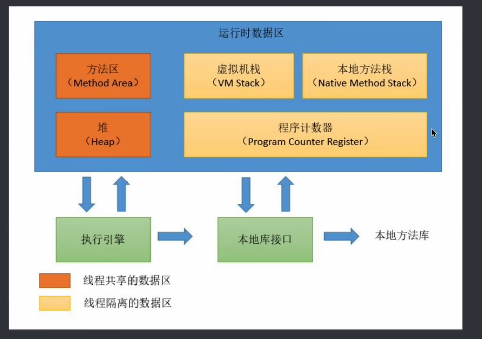 运行时数据区
方法区
（Method Area）
虚拟机栈
（VM Stack）
本地方法栈
（Native Method Stack）
堆
（Heap）
程序计数器
（Program Counter Register）
执行引擎
本地库接口
本地方法库
线程共享的数据区
线程隔离的数据区